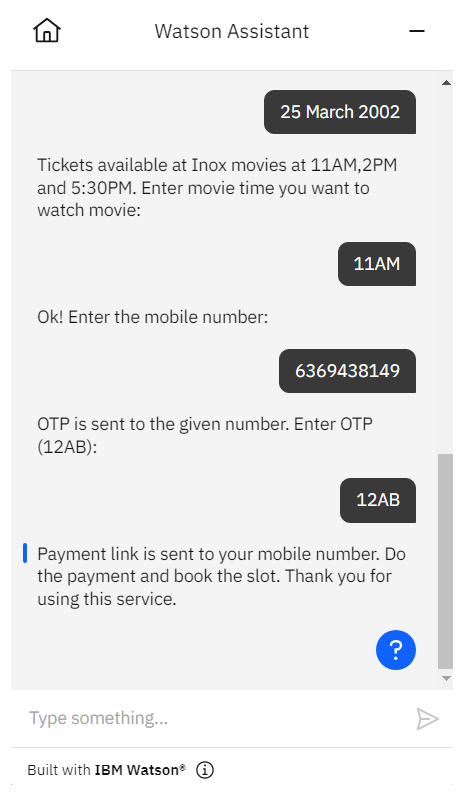 Watson Assistant
25 March 2002
Tickets available at Inox movies at 11AM,2PM
and 5:30PM. Enter movie time you want to
watch movie:
11AM
Ok! Enter the mobile number:
6369438149
OTP is sent to the given number. Enter OTP
(12AB):
12AB
Payment link is sent to your mobile number. Do
the payment and book the slot. Thank you for
using this service.
?
Type something...
Built with IBM Watson®